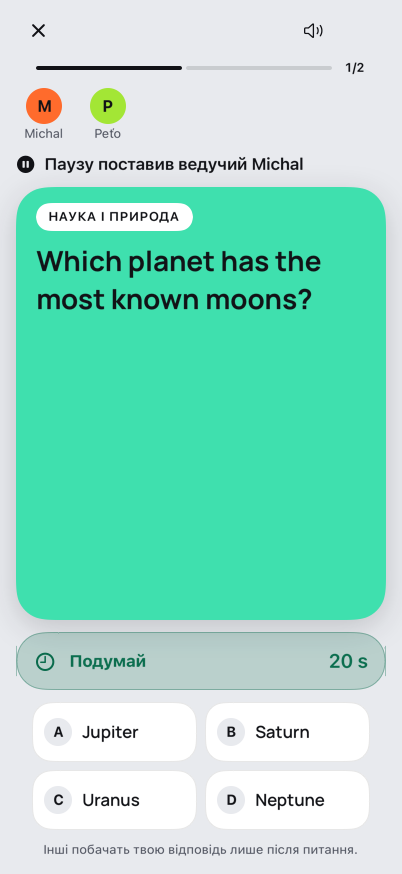 1/2
M
P
Michal
Peťo
Паузу поставив ведучий Michal
НАУКА І ПРИРОДА
Which planet has the
most known moons?
Подумай
20 s
A Jupiter
B Saturn
C Uranus
D Neptune
Інші побачать твою відповідь лише після питання.